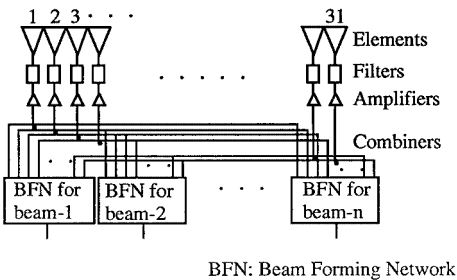 1 2 3 · · · 31
Elements
Filters
Amplifiers
Combiners
BFN for
beam-1
BFN for
beam-2
BFN for
beam-n
BFN: Beam Forming Network